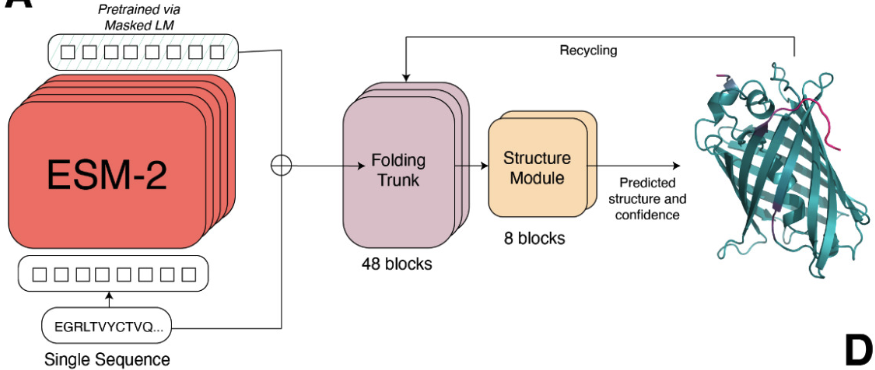 A
Pretrained via
Masked LM
ESM-2
EGRLTVYCTVQ...
Single Sequence
Recycling
Folding
Trunk
48 blocks
Structure
Module
8 blocks
Predicted
structure and
confidence
D